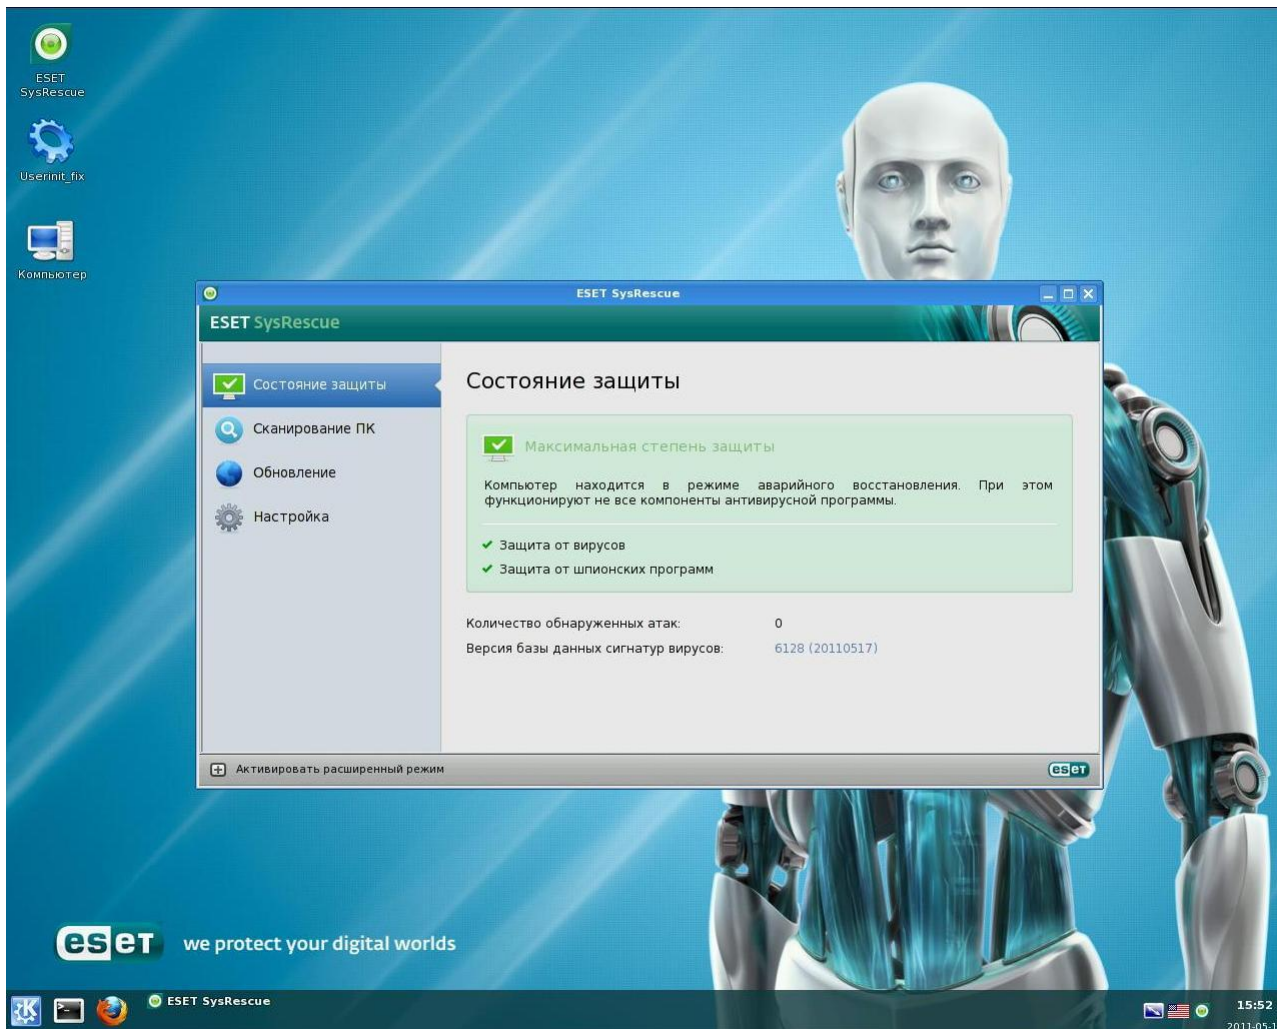 ESET
SysRescue
Userinit_fix
Компьютер
ESET SysRescue
ESET SysRescue
Состояние защиты
Сканирование ПК
Обновление
Настройка
Состояние защиты
Максимальная степень защиты
Компьютер находится в режиме аварийного восстановления. При этом
функционируют не все компоненты антивирусной программы.
Защита от вирусов
Защита от шпионских программ
Количество обнаруженных атак: 0
Версия базы данных сигнатур вирусов: 6128 (20110517)
Активировать расширенный режим
eseT
eseT we protect your digital worlds
ESET SysRescue
15:52
2011-05-1